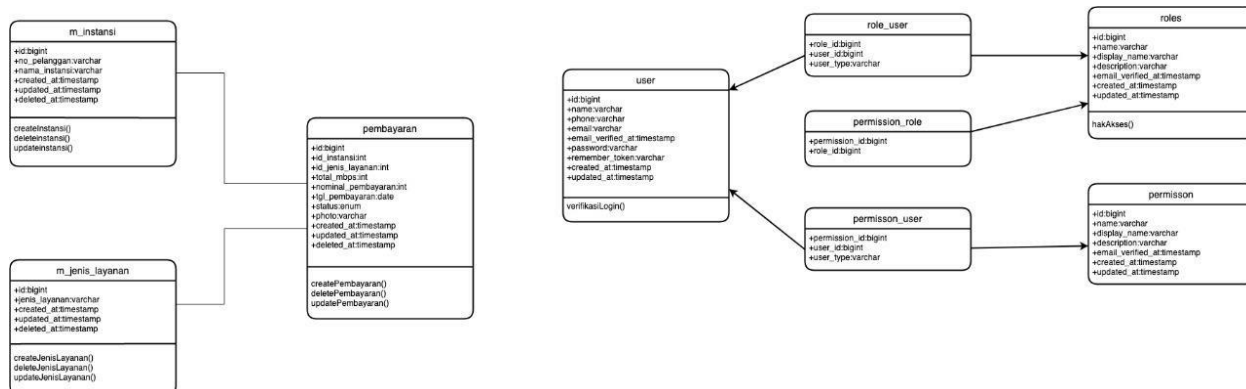 m_instansi
+id:bigint
+no_pelanggan:varchar
+nama_instansi:varchar
+created_at:timestamp
+updated_at:timestamp
+deleted_at:timestamp
createInstansi()
deleteInstansi()
updateInstansi()
m_jenis_layanan
+id:bigint
+jenis_layanan:varchar
+created_at:timestamp
+updated_at:timestamp
+deleted_at:timestamp
createJenisLayanan()
deleteJenisLayanan()
updateJenisLayanan()
pembayaran
+id:bigint
+id_instansi:int
+id_jenis_layanan:int
+total_mbps:int
+nominal_pembayaran:int
+tgl_pembayaran:date
+status:enum
+photo:varchar
+created_at:timestamp
+updated_at:timestamp
+deleted_at:timestamp
createPembayaran()
deletePembayaran()
updatePembayaran()
user
+id:bigint
+name:varchar
+phone:varchar
+email:varchar
+email_verified_at:timestamp
+password:varchar
+remember_token:varchar
+created_at:timestamp
+updated_at:timestamp
verifikasiLogin()
role_user
+role_id:bigint
+user_id:bigint
+user_type:varchar
permission_role
+permission_id:bigint
+role_id:bigint
permisson_user
+permission_id:bigint
+user_id:bigint
+user_type:varchar
roles
+id:bigint
+name:varchar
+display_name:varchar
+description:varchar
+email_verified_at:timestamp
+created_at:timestamp
+updated_at:timestamp
hakAkses()
permisson
+id:bigint
+name:varchar
+display_name:varchar
+description:varchar
+email_verified_at:timestamp
+created_at:timestamp
+updated_at:timestamp